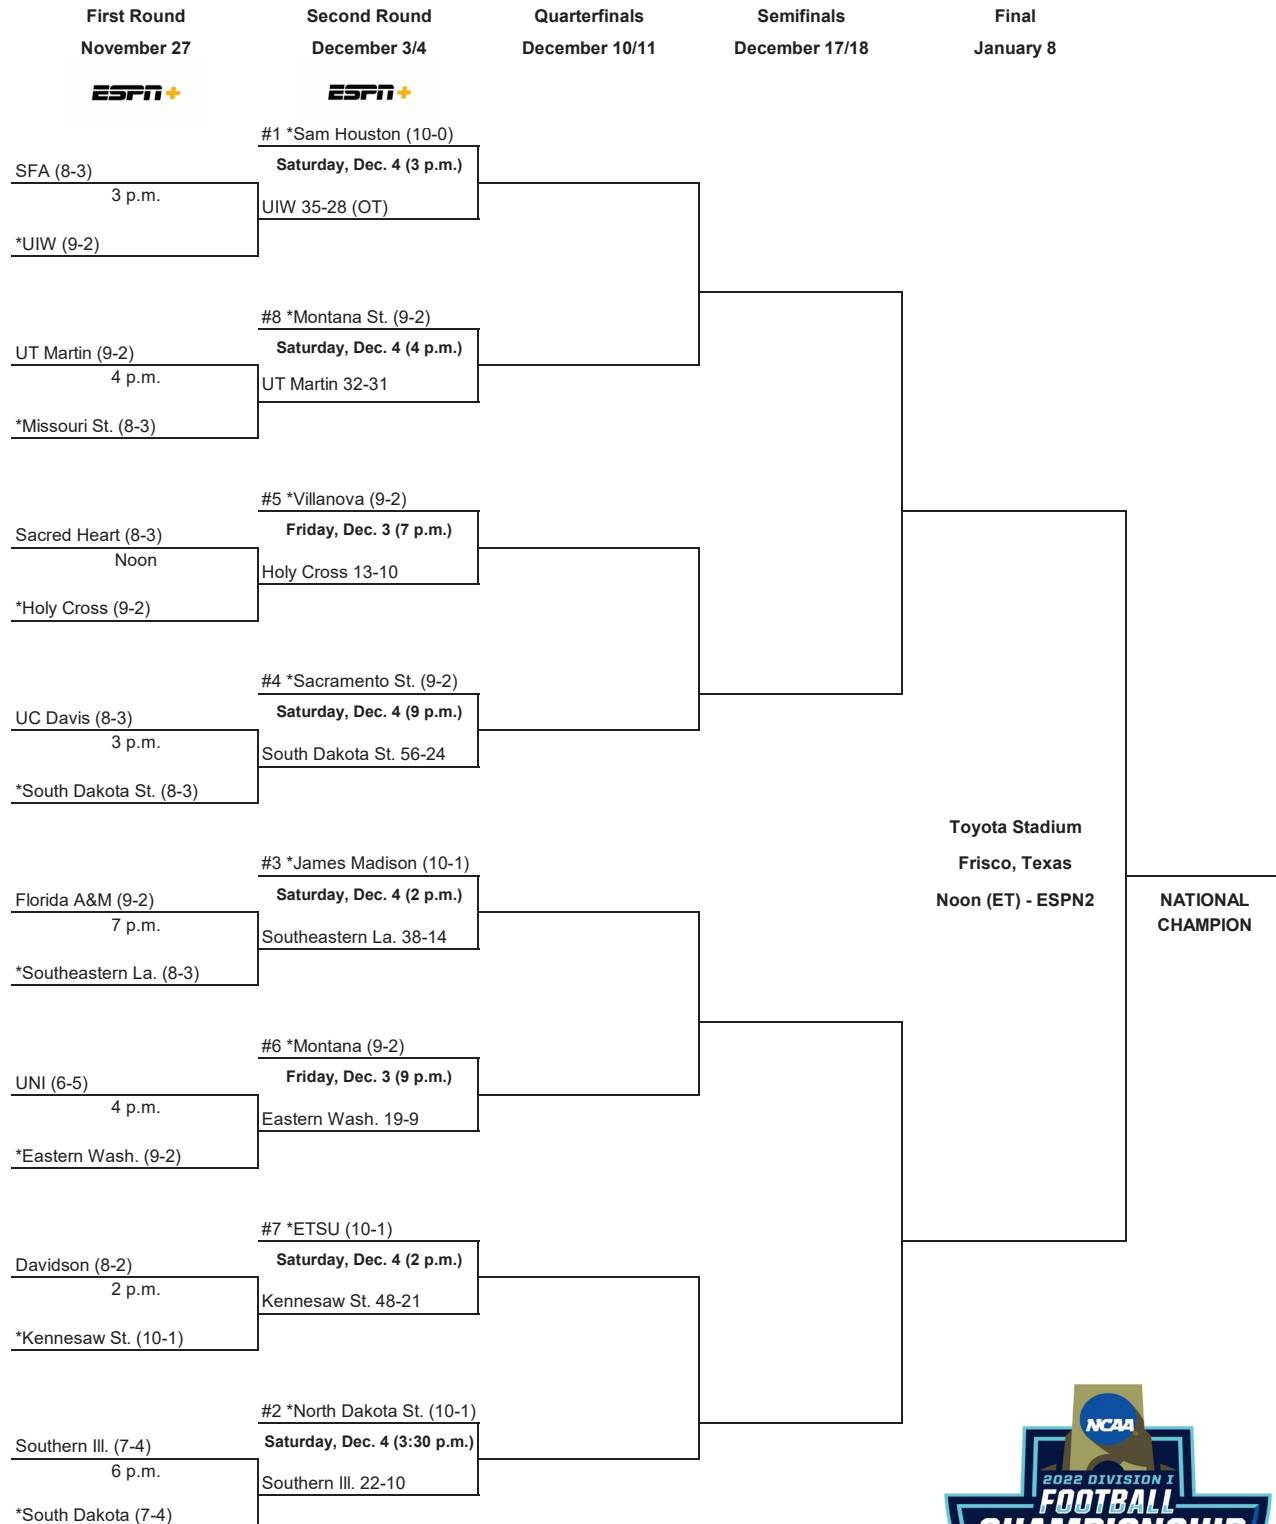 First Round
November 27
ESPN+
Second Round
December 3/4
ESPN+
Quarterfinals
December 10/11
Semifinals
December 17/18
Final
January 8
#1 *Sam Houston (10-0)
Saturday, Dec. 4 (3 p.m.)
SFA (8-3)
3 p.m.
UIW 35-28 (OT)
*UIW (9-2)
#8 *Montana St. (9-2)
Saturday, Dec. 4 (4 p.m.)
UT Martin (9-2)
4 p.m.
UT Martin 32-31
*Missouri St. (8-3)
#5 *Villanova (9-2)
Friday, Dec. 3 (7 p.m.)
Sacred Heart (8-3)
Noon
Holy Cross 13-10
*Holy Cross (9-2)
#4 *Sacramento St. (9-2)
Saturday, Dec. 4 (9 p.m.)
UC Davis (8-3)
3 p.m.
South Dakota St. 56-24
*South Dakota St. (8-3)
Toyota Stadium
Frisco, Texas
Noon (ET) - ESPN2
NATIONAL
CHAMPION
#3 *James Madison (10-1)
Saturday, Dec. 4 (2 p.m.)
Florida A&M (9-2)
7 p.m.
Southeastern La. 38-14
*Southeastern La. (8-3)
#6 *Montana (9-2)
Friday, Dec. 3 (9 p.m.)
UNI (6-5)
4 p.m.
Eastern Wash. 19-9
*Eastern Wash. (9-2)
#7 *ETSU (10-1)
Saturday, Dec. 4 (2 p.m.)
Davidson (8-2)
2 p.m.
Kennesaw St. 48-21
*Kennesaw St. (10-1)
#2 *North Dakota St. (10-1)
Saturday, Dec. 4 (3:30 p.m.)
Southern Ill. (7-4)
6 p.m.
Southern Ill. 22-10
*South Dakota (7-4)
NCAA
2022 DIVISION I
FOOTBALL
CHAMPIONSHIP